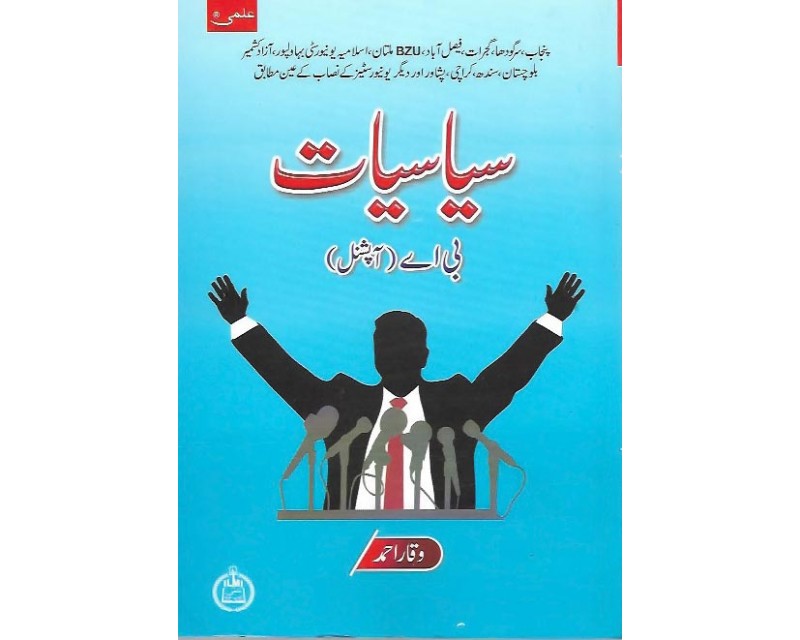 علمی®
پنجاب، سرگودھا، گجرات، فیصل آباد، BZU ملتان، اسلامیہ یونیورسٹی بہاولپور، آزاد کشمیر
بلوچستان، سندھ، کراچی، پشاور اور دیگر یونیورسٹیز کے نصاب کے عین مطابق
سیاسیات
بی اے (آپشنل)
وقار احمد
ILMI